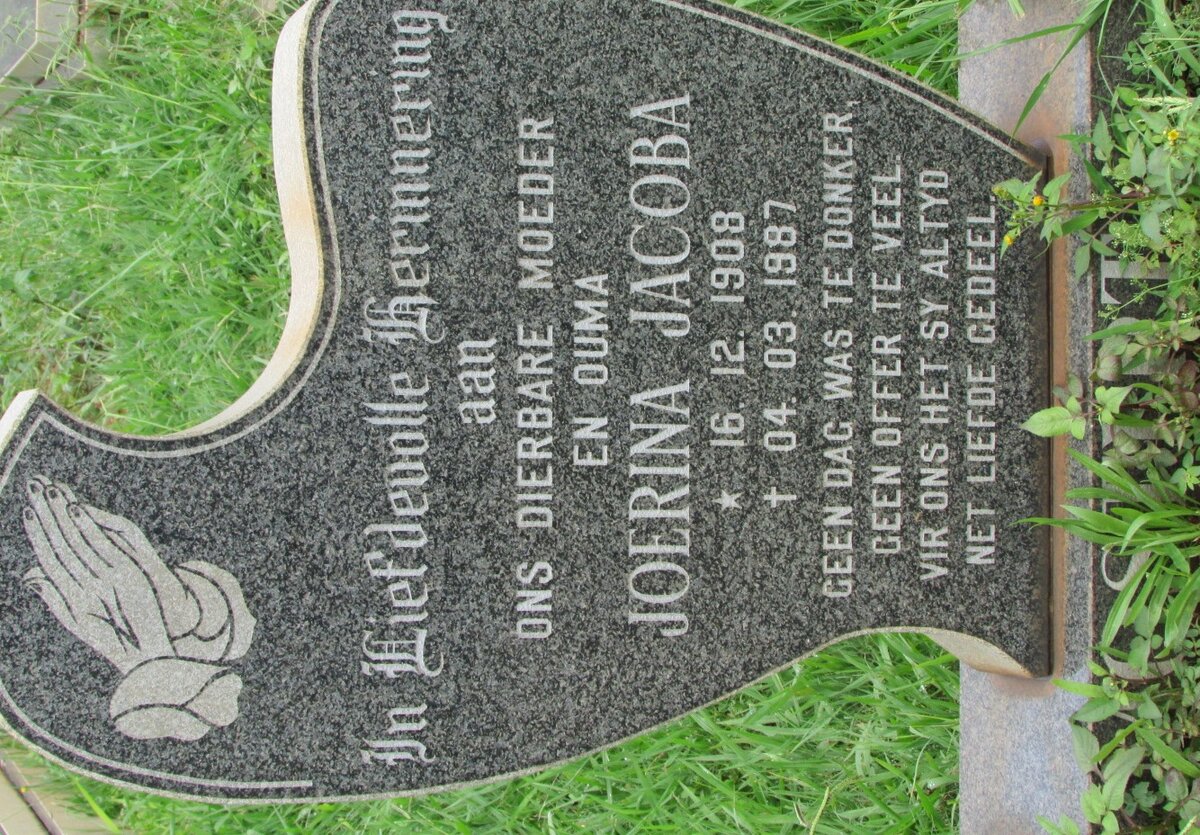 In Liefdevolle Herinnering
aan
ONS DIERBARE MOEDER
EN OUMA
JOERINA JACOBA
16. 12. 1908
04. 03. 1987
GEEN DAG WAS TE DONKER,
GEEN OFFER TE VEEL.
VIR ONS HET SY ALTYD
NET LIEFDE GEDEEL.